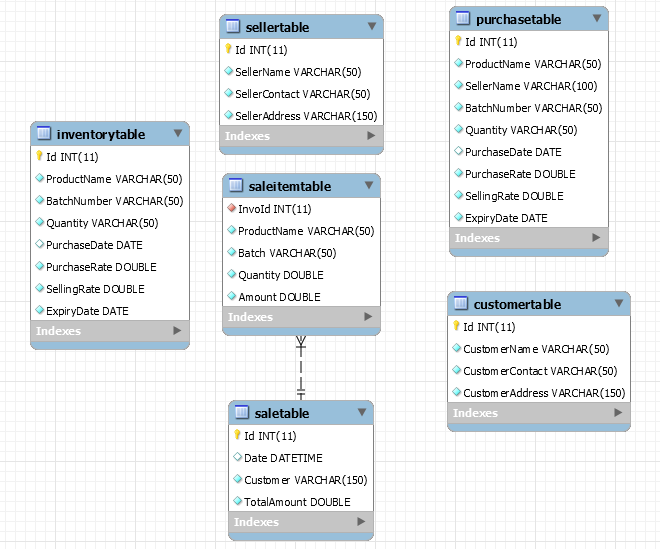 sellertable
Id INT(11)
SellerName VARCHAR(50)
SellerContact VARCHAR(50)
SellerAddress VARCHAR(150)
Indexes
purchasetable
Id INT(11)
ProductName VARCHAR(50)
SellerName VARCHAR(100)
BatchNumber VARCHAR(50)
Quantity VARCHAR(50)
PurchaseDate DATE
PurchaseRate DOUBLE
SellingRate DOUBLE
ExpiryDate DATE
Indexes
inventorytable
Id INT(11)
ProductName VARCHAR(50)
BatchNumber VARCHAR(50)
Quantity VARCHAR(50)
PurchaseDate DATE
PurchaseRate DOUBLE
SellingRate DOUBLE
ExpiryDate DATE
Indexes
saleitemtable
InvoId INT(11)
ProductName VARCHAR(50)
Batch VARCHAR(50)
Quantity DOUBLE
Amount DOUBLE
Indexes
customertable
Id INT(11)
CustomerName VARCHAR(50)
CustomerContact VARCHAR(50)
CustomerAddress VARCHAR(150)
Indexes
saletable
Id INT(11)
Date DATETIME
Customer VARCHAR(150)
TotalAmount DOUBLE
Indexes